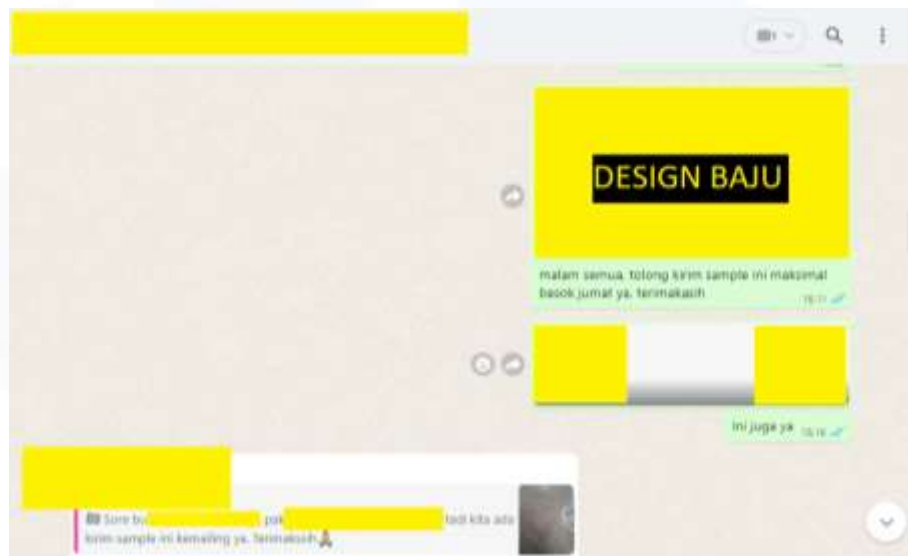 DESIGN BAJU
malam semua, tolong kirim sample ini maksimal
besok jumat ya, terimakasih
ini juga ya
Sore bu pak tadi kita ada
kirim sample ini kemailing ya, Terimakasih🙏